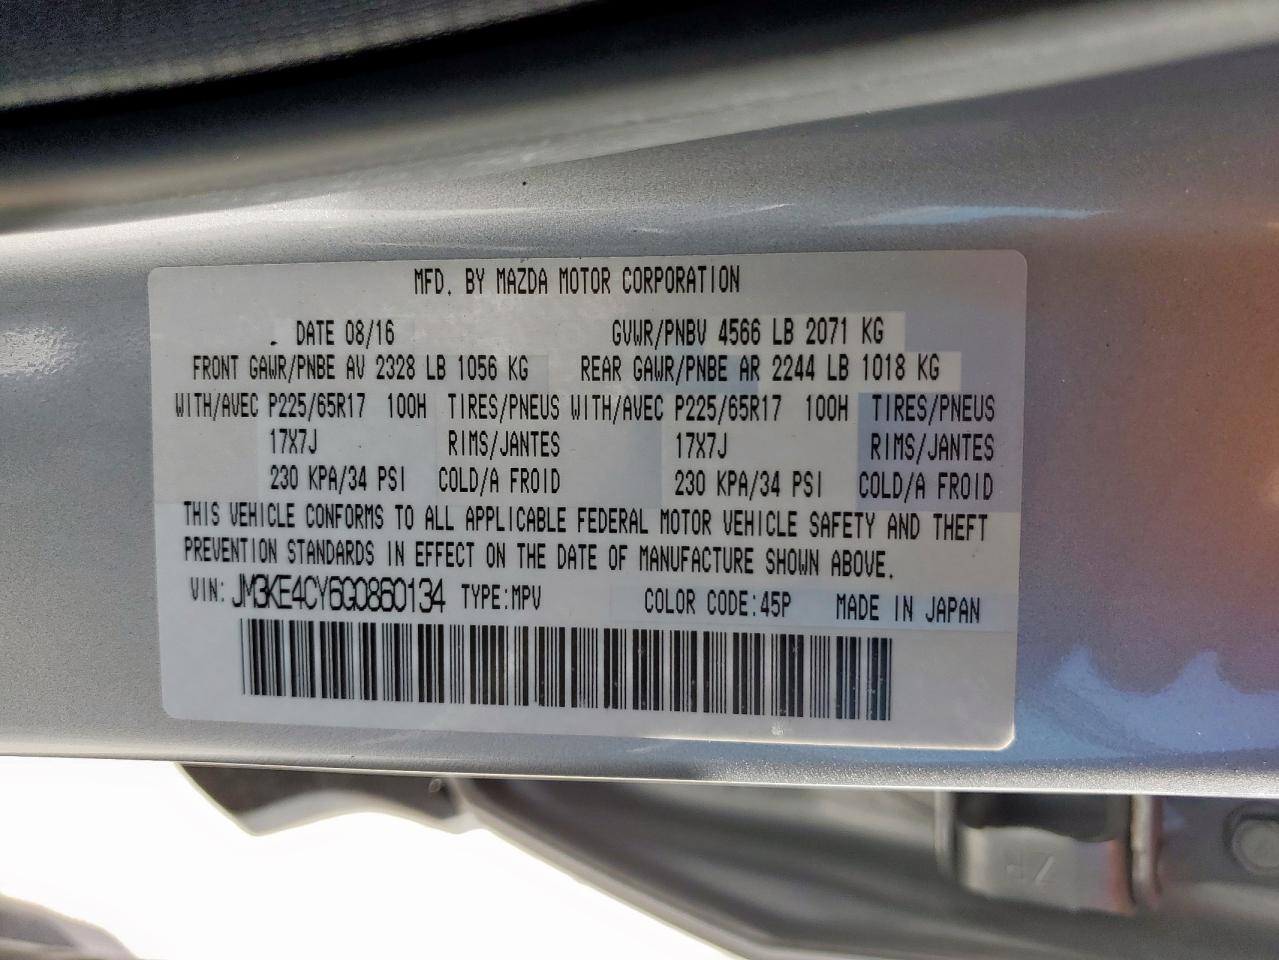 MFD. BY MAZDA MOTOR CORPORATION
DATE 08/16 GVWR/PNBV 4566 LB 2071 KG
FRONT GAWR/PNBE AV 2328 LB 1056 KG REAR GAWR/PNBE AR 2244 LB 1018 KG
WITH/AVEC P225/65R17 100H TIRES/PNEUS WITH/AVEC P225/65R17 100H TIRES/PNEUS
17X7J RIMS/JANTES 17X7J RIMS/JANTES
230 KPA/34 PSI COLD/A FROID 230 KPA/34 PSI COLD/A FROID
THIS VEHICLE CONFORMS TO ALL APPLICABLE FEDERAL MOTOR VEHICLE SAFETY AND THEFT
PREVENTION STANDARDS IN EFFECT ON THE DATE OF MANUFACTURE SHOWN ABOVE.
VIN: JM3KE4CY6G0860134 TYPE:MPV COLOR CODE:45P MADE IN JAPAN